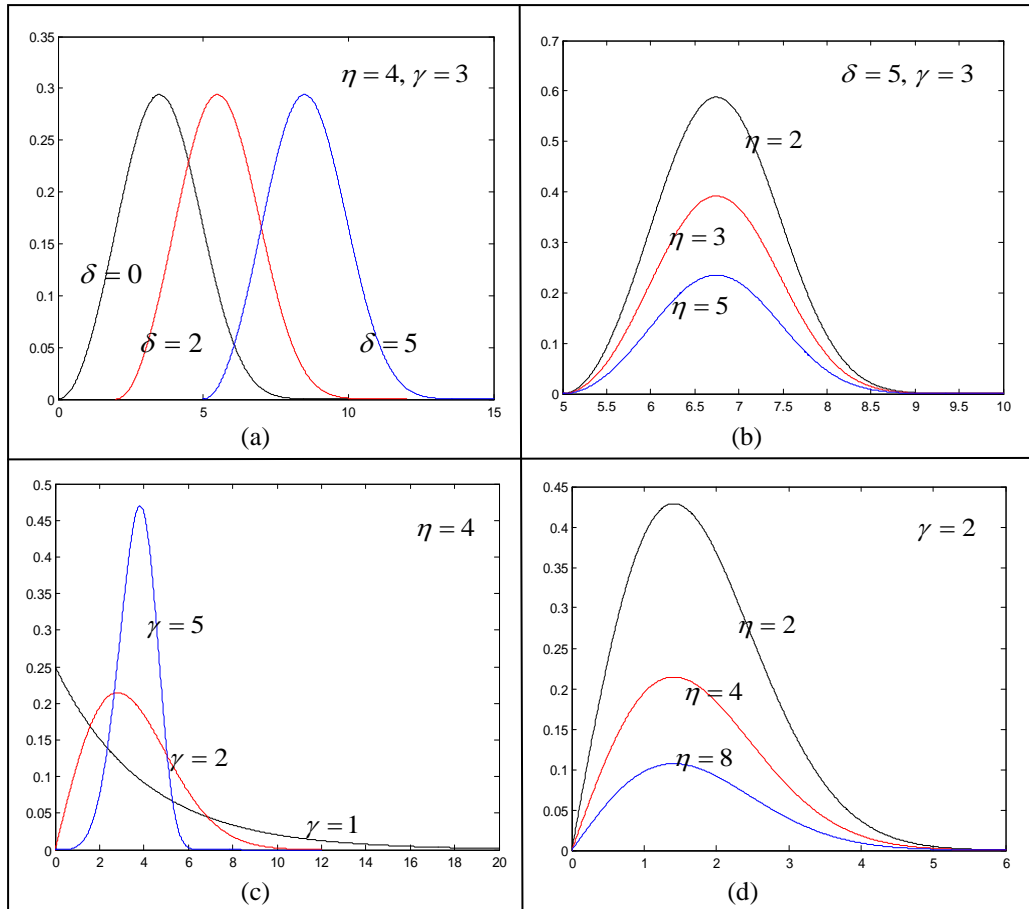 η = 4, γ = 3
0.35
0.3
0.25
0.2
0.15
0.1
0.05
0
δ = 0
δ = 2
δ = 5
0 5 10 15
(a)
δ = 5, γ = 3
0.7
0.6
0.5
0.4
0.3
0.2
0.1
0
η = 2
η = 3
η = 5
5 5.5 6 6.5 7 7.5 8 8.5 9 9.5 10
(b)
η = 4
0.5
0.45
0.4
0.35
0.3
0.25
0.2
0.15
0.1
0.05
0
γ = 5
γ = 2
γ = 1
0 2 4 6 8 10 12 14 16 18 20
(c)
γ = 2
0.45
0.4
0.35
0.3
0.25
0.2
0.15
0.1
0.05
0
η = 2
η = 4
η = 8
0 1 2 3 4 5 6
(d)